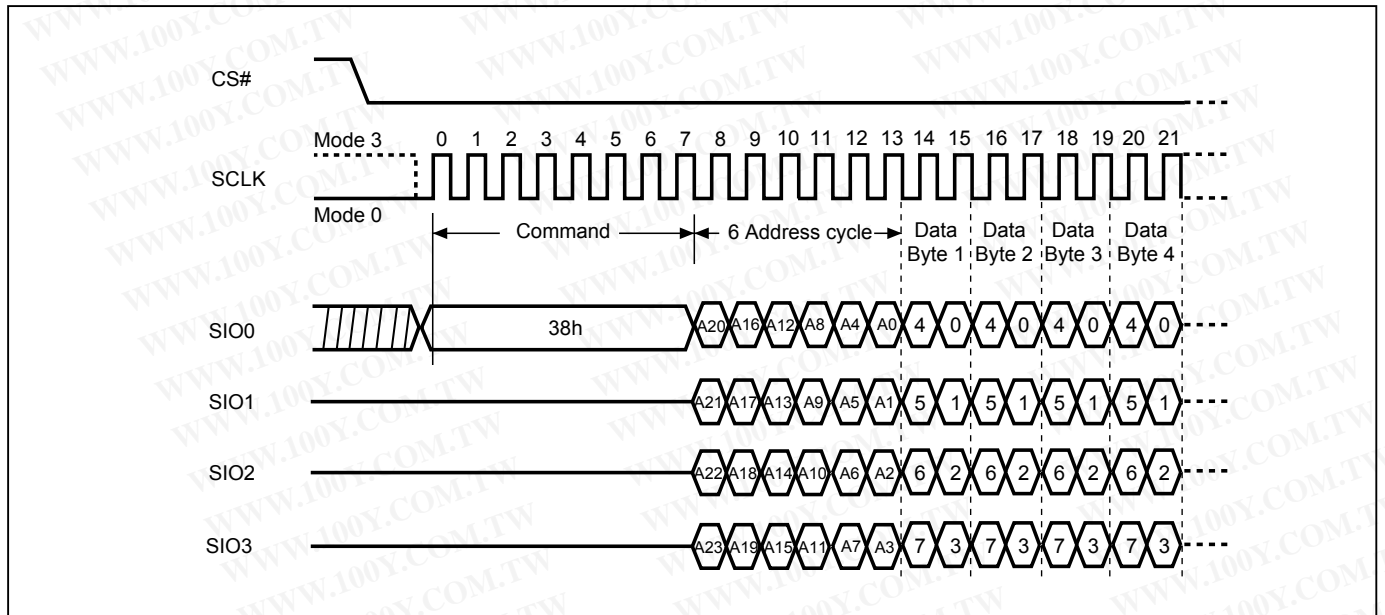 CS#
Mode 3 0 1 2 3 4 5 6 7 8 9 10 11 12 13 14 15 16 17 18 19 20 21
SCLK
Mode 0
Command 6 Address cycle Data Byte 1 Data Byte 2 Data Byte 3 Data Byte 4
SIO0 38h A20 A16 A12 A8 A4 A0 4 0 4 0 4 0 4 0
SIO1 A21 A17 A13 A9 A5 A1 5 1 5 1 5 1 5 1
SIO2 A22 A18 A14 A10 A6 A2 6 2 6 2 6 2 6 2
SIO3 A23 A19 A15 A11 A7 A3 7 3 7 3 7 3 7 3
WWW.100Y.COM.TW